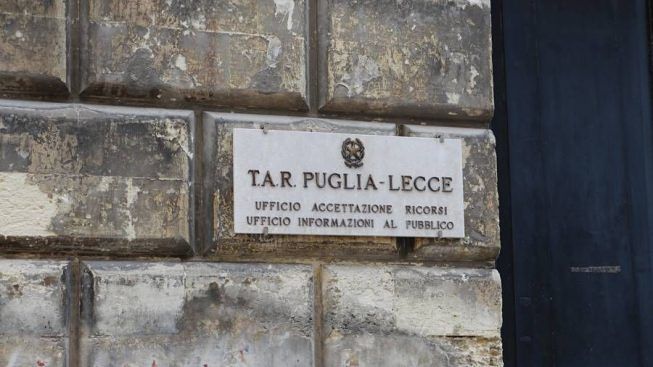 T.A.R. PUGLIA-LECCE
UFFICIO ACCETTAZIONE RICORSI
UFFICIO INFORMAZIONI AL PUBBLICO